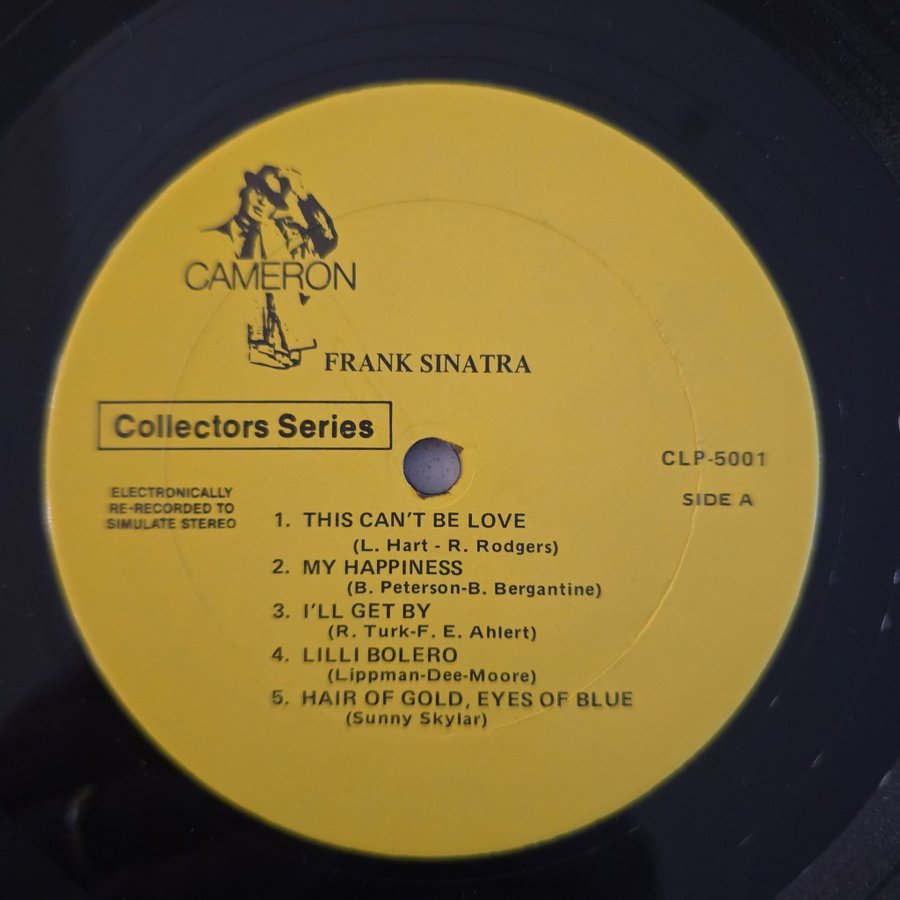 CAMERON
FRANK SINATRA
Collectors Series
CLP-5001
SIDE A
ELECTRONICALLY
RE-RECORDED TO
SIMULATE STEREO
1. THIS CAN'T BE LOVE
(L. Hart - R. Rodgers)
2. MY HAPPINESS
(B. Peterson-B. Bergantine)
3. I'LL GET BY
(R. Turk-F. E. Ahlert)
4. LILLI BOLERO
(Lippman-Dee-Moore)
5. HAIR OF GOLD, EYES OF BLUE
(Sunny Skylar)